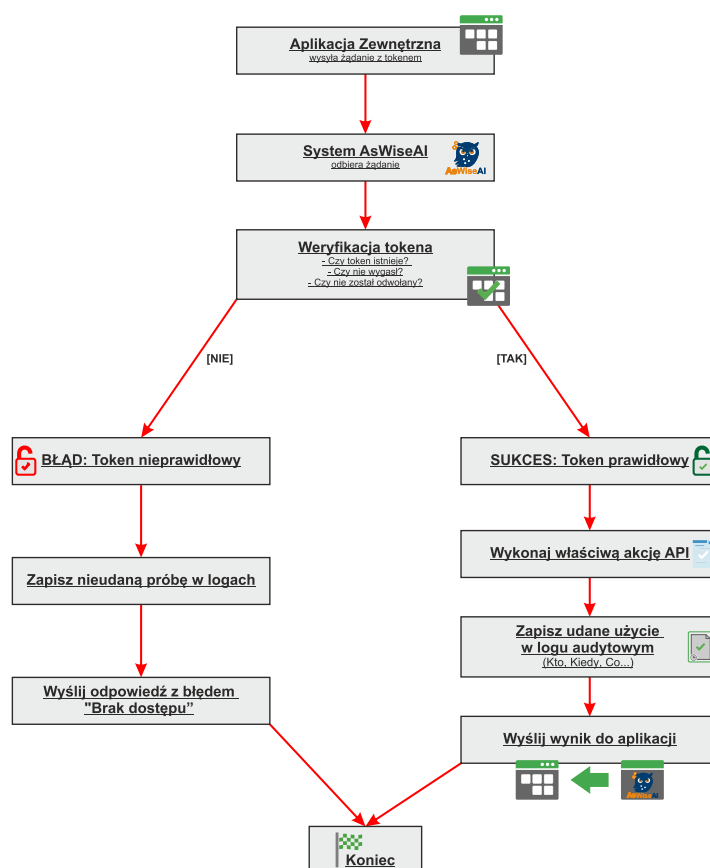 Aplikacja Zewnętrzna
wysyła żądanie z tokenem
System AsWiseAI
odbiera żądanie
AsWiseAI
Weryfikacja tokena
- Czy token istnieje?
- Czy nie wygasł?
- Czy nie został odwołany?
[NIE]
[TAK]
BŁĄD: Token nieprawidłowy
SUKCES: Token prawidłowy
Wykonaj właściwą akcję API
Zapisz nieudaną próbę w logach
Zapisz udane użycie
w logu audytowym
(Kto, Kiedy, Co...)
Wyślij odpowiedź z błędem
"Brak dostępu”
Wyślij wynik do aplikacji
AsWiseAI
Koniec